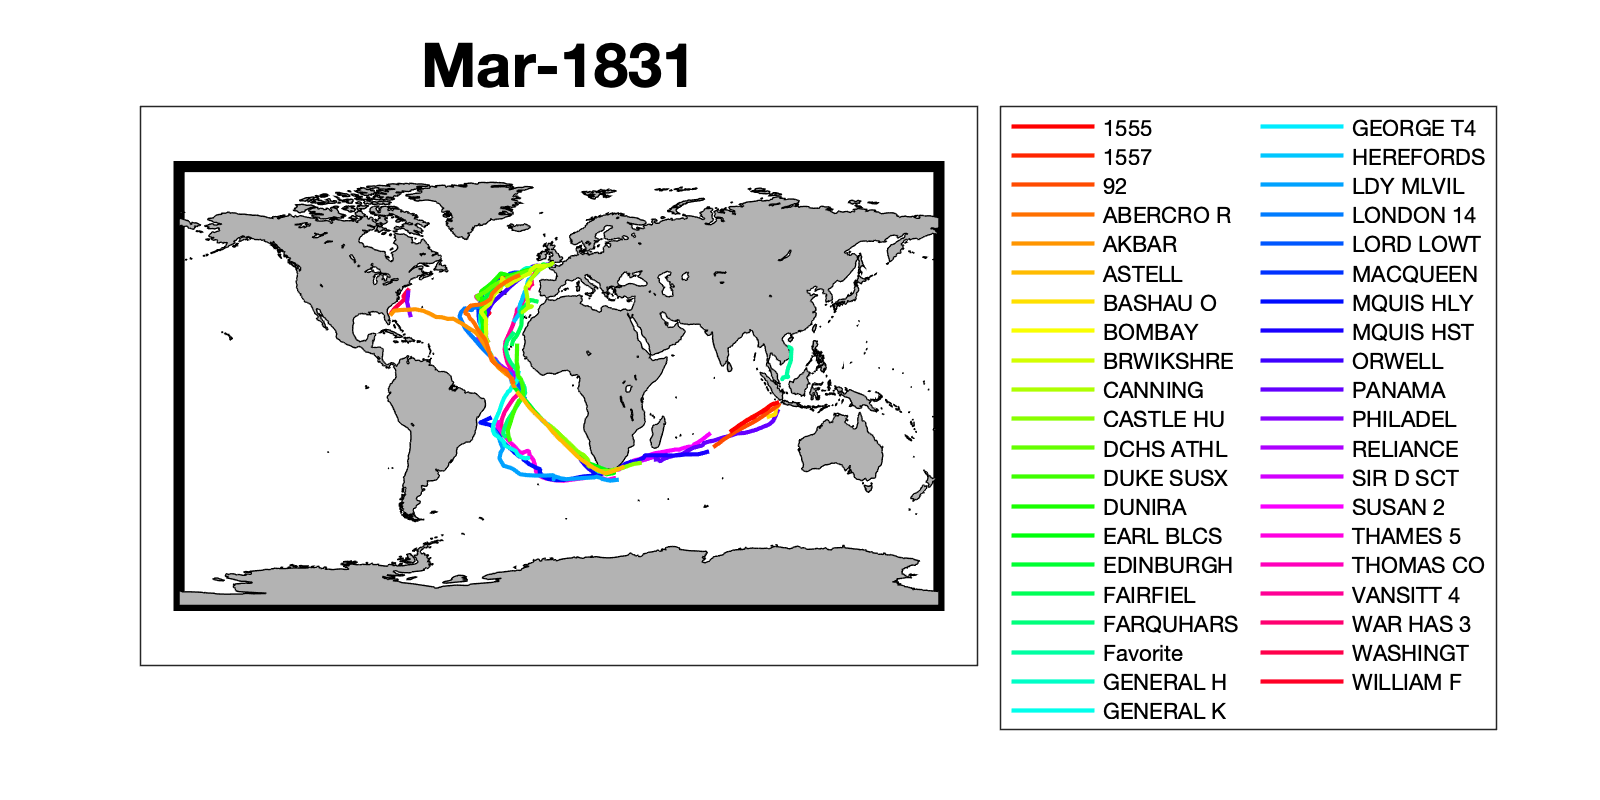 Mar-1831
1555
1557
92
ABERCRO R
AKBAR
ASTELL
BASHAU O
BOMBAY
BRWIKSHRE
CANNING
CASTLE HU
DCHS ATHL
DUKE SUSX
DUNIRA
EARL BLCS
EDINBURGH
FAIRFIEL
FARQUHARS
Favorite
GENERAL H
GENERAL K
GEORGE T4
HEREFORDS
LDY MLVIL
LONDON 14
LORD LOWT
MACQUEEN
MQUIS HLY
MQUIS HST
ORWELL
PANAMA
PHILADEL
RELIANCE
SIR D SCT
SUSAN 2
THAMES 5
THOMAS CO
VANSITT 4
WAR HAS 3
WASHINGT
WILLIAM F